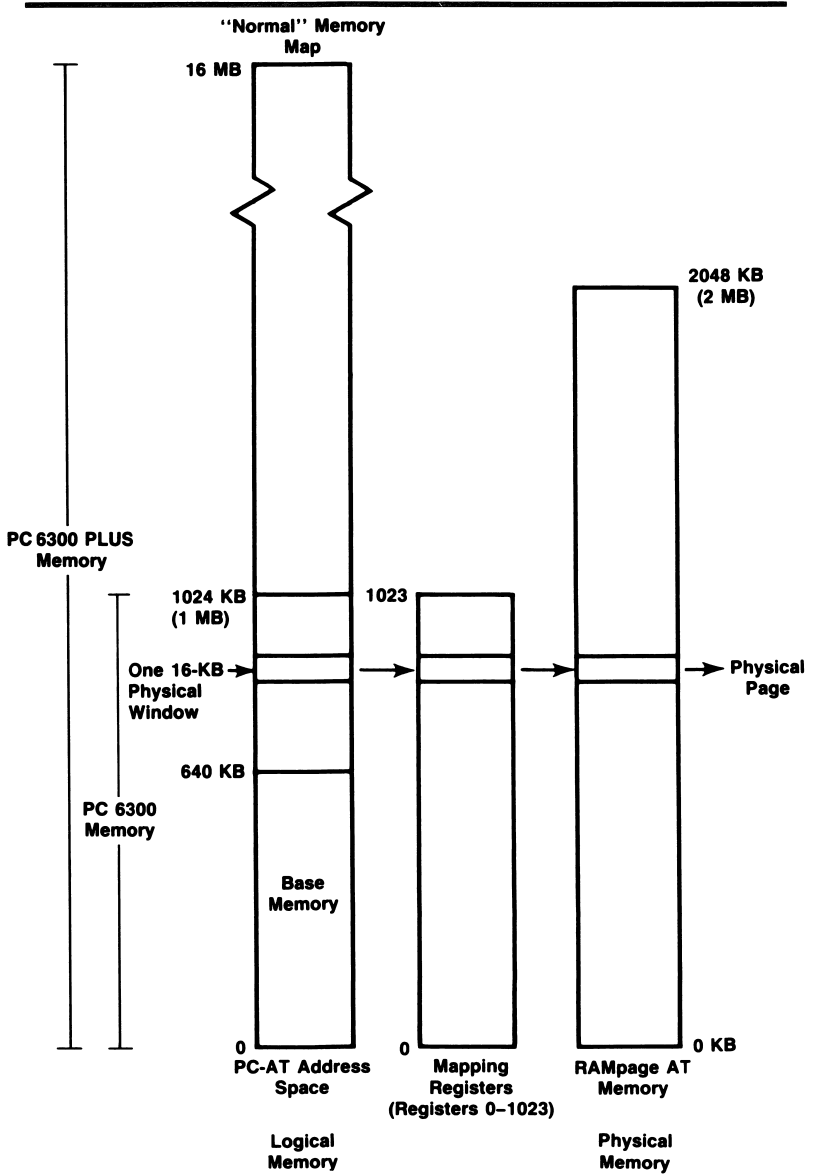 “Normal” Memory
Map
16 MB
2048 KB
(2 MB)
PC 6300 PLUS
Memory
1024 KB
(1 MB)
1023
One 16-KB
Physical
Window
Physical
Page
640 KB
PC 6300
Memory
Base
Memory
0
0
0 KB
PC-AT Address
Space
Mapping
Registers
(Registers 0–1023)
RAMpage AT
Memory
Logical
Memory
Physical
Memory